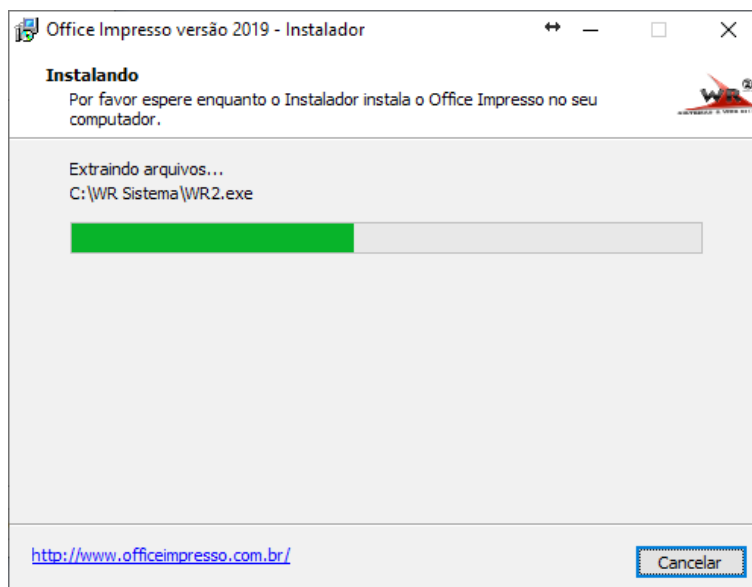 Office Impresso versão 2019 - Instalador
Instalando
Por favor espere enquanto o Instalador instala o Office Impresso no seu
computador.
WR 2
Extraindo arquivos...
C:\WR Sistema\WR2.exe
http://www.officeimpresso.com.br/
Cancelar